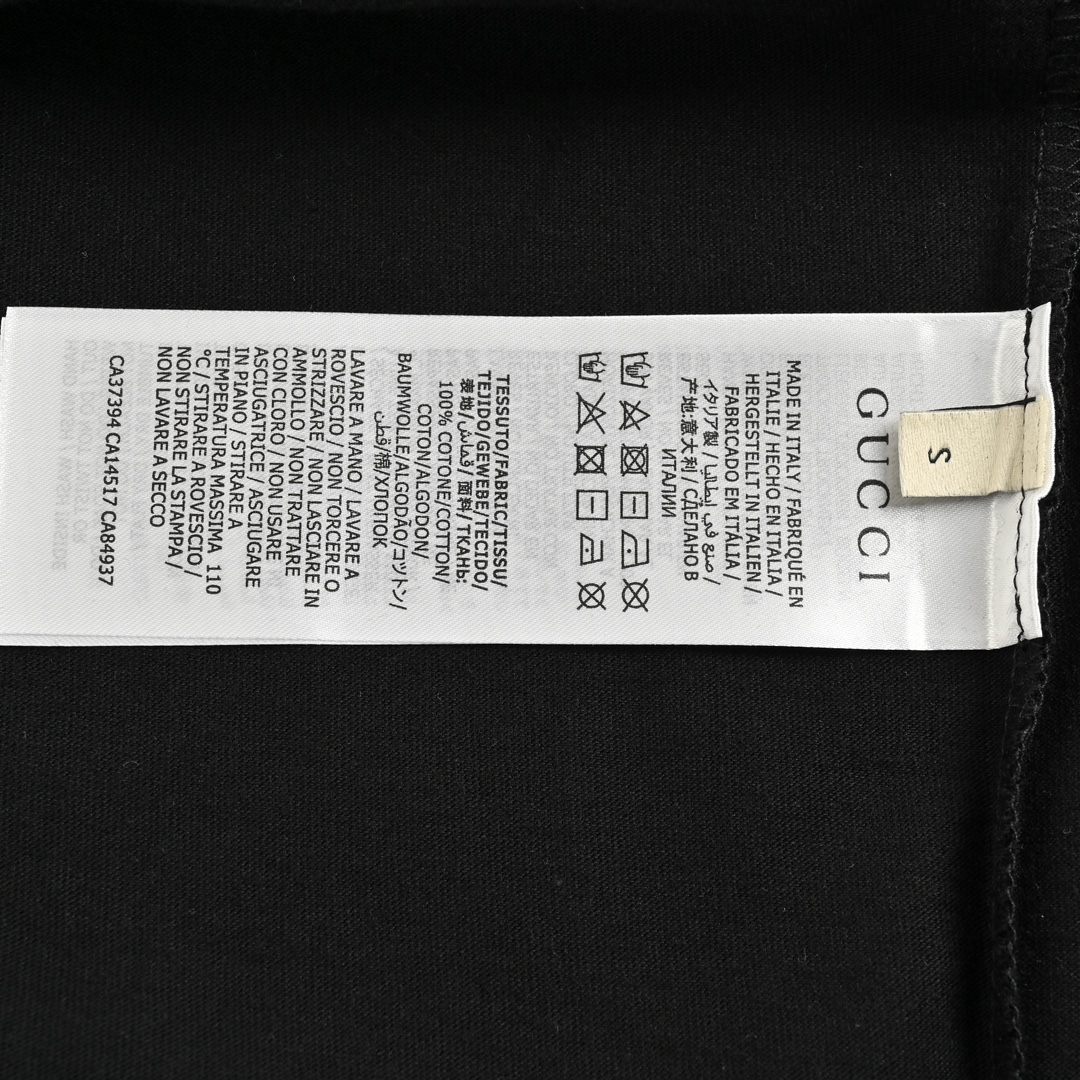 GUCCI
S
MADE IN ITALY / FABRIQUÉ EN
ITALIE / HECHO EN ITALIA /
HERGESTELLT IN ITALIEN /
FABRICADO EM ITÁLIA /
イタリア製 / صنع في إيطاليا /
产地:意大利 / СДЕЛАНО В
ИТАЛИИ
TESSUTO/FABRIC/TISSU/
TEJIDO/GEWEBE/TECIDO/
表地/قماش/ 面料/ТКАНЬ:
100% COTONE/COTTON/
COTON/ALGODON/
BAUMWOLLE/ALGODÃO/コットン/
قطن/棉/ХЛОПОК
LAVARE A MANO / LAVARE A
ROVESCIO / NON TORCERE O
STRIZZARE / NON LASCIARE IN
AMMOLLO / NON TRATTARE
CON CLORO / NON USARE
ASCIUGATRICE / ASCIUGARE
IN PIANO / STIRARE A
TEMPERATURA MASSIMA 110
°C / STIRARE A ROVESCIO /
NON STIRARE LA STAMPA /
NON LAVARE A SECCO
CA37394 CA14517 CA84937